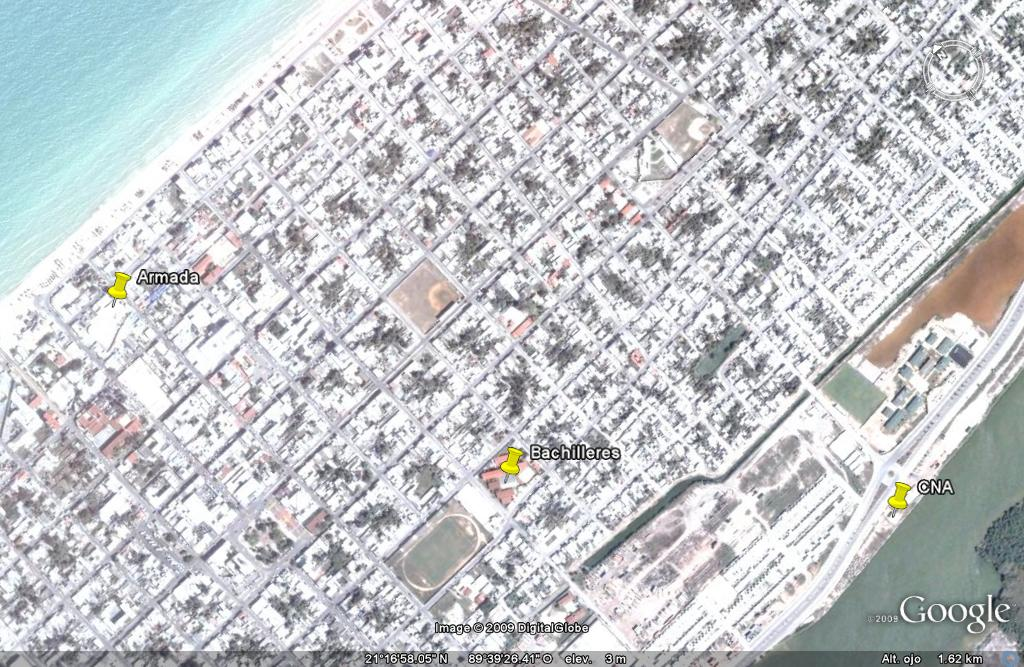 Armada
Bachilleres
CNA
©2009 Google
Image © 2009 DigitalGlobe
21°16'58.05" N 89°39'26.41" O elev. 3 m Alt. ojo 1.62 km